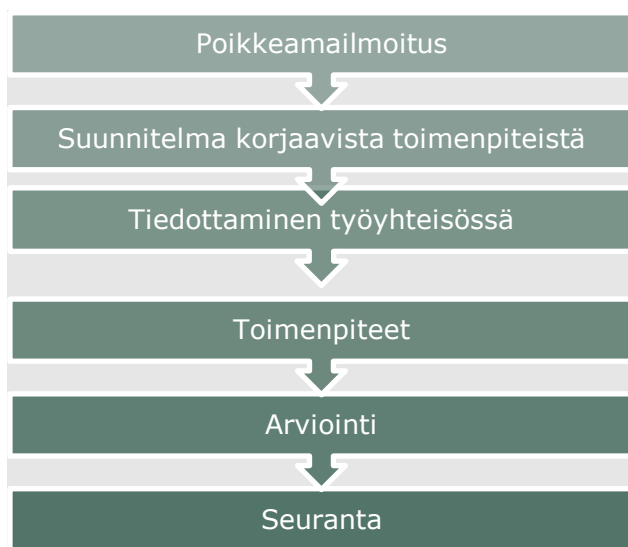 Poikkeamailmoitus
Suunnitelma korjaavista toimenpiteistä
Tiedottaminen työyhteisössä
Toimenpiteet
Arviointi
Seuranta